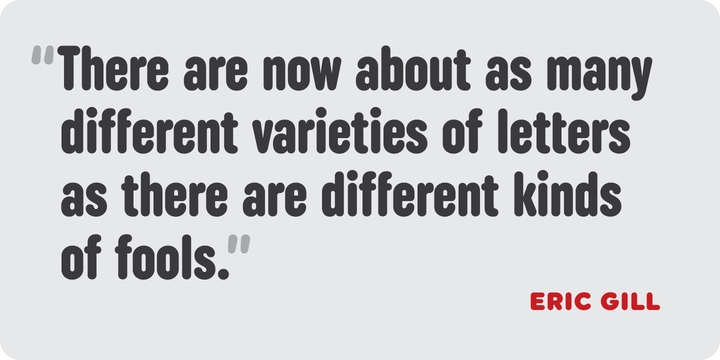 "There are now about as many
different varieties of letters
as there are different kinds
of fools."
ERIC GILL